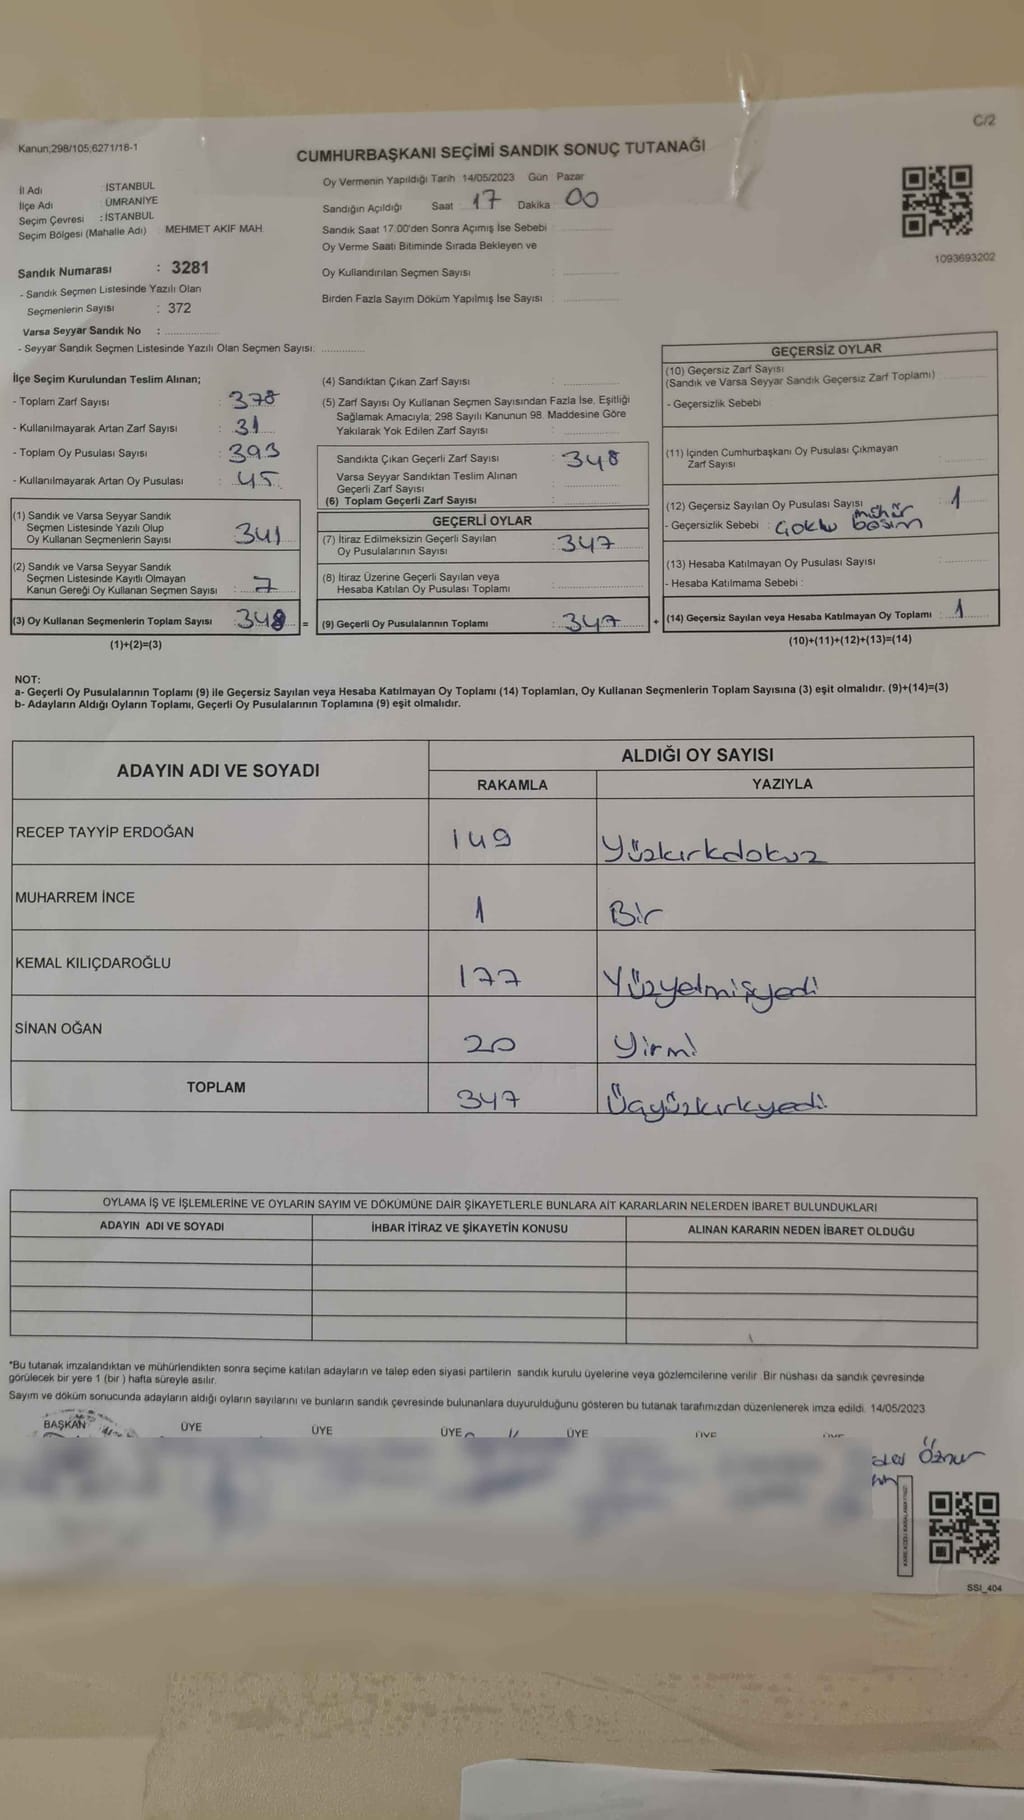 C/2
Kanun;298/105;6271/18-1
CUMHURBAŞKANI SEÇİMİ SANDIK SONUÇ TUTANAĞI
İl Adı : İSTANBUL
İlçe Adı : ÜMRANİYE
Seçim Çevresi : İSTANBUL
Seçim Bölgesi (Mahalle Adı) MEHMET AKİF MAH.
Sandık Numarası : 3281
- Sandık Seçmen Listesinde Yazılı Olan
Seçmenlerin Sayısı : 372
Varsa Seyyar Sandık No :
- Seyyar Sandık Seçmen Listesinde Yazılı Olan Seçmen Sayısı:
Oy Vermenin Yapıldığı Tarih 14/05/2023 Gün Pazar
Sandığın Açıldığı Saat 17 Dakika 00
Sandık Saat 17.00'den Sonra Açımış İse Sebebi
Oy Verme Saati Bitiminde Sırada Bekleyen ve
Oy Kullandırılan Seçmen Sayısı
Birden Fazla Sayım Döküm Yapılmış İse Sayısı
1093693202
İlçe Seçim Kurulundan Teslim Alınan;
- Toplam Zarf Sayısı : 378
- Kullanılmayarak Artan Zarf Sayısı : 31
- Toplam Oy Pusulası Sayısı : 393
- Kullanılmayarak Artan Oy Pusulası : 45
(1) Sandık ve Varsa Seyyar Sandık
Seçmen Listesinde Yazılı Olup
Oy Kullanan Seçmenlerin Sayısı 341
(2) Sandık ve Varsa Seyyar Sandık
Seçmen Listesinde Kayıtlı Olmayan
Kanun Gereği Oy Kullanan Seçmen Sayısı : 7
(3) Oy Kullanan Seçmenlerin Toplam Sayısı 348 =
(1)+(2)=(3)
(4) Sandıktan Çıkan Zarf Sayısı
(5) Zarf Sayısı Oy Kullanan Seçmen Sayısından Fazla İse, Eşitliği
Sağlamak Amacıyla; 298 Sayılı Kanunun 98. Maddesine Göre
Yakılarak Yok Edilen Zarf Sayısı
Sandıkta Çıkan Geçerli Zarf Sayısı : 348
Varsa Seyyar Sandıktan Teslim Alınan
Geçerli Zarf Sayısı
(6) Toplam Geçerli Zarf Sayısı
GEÇERLİ OYLAR
(7) İtiraz Edilmeksizin Geçerli Sayılan
Oy Pusulalarının Sayısı 347
(8) İtiraz Üzerine Geçerli Sayılan veya
Hesaba Katılan Oy Pusulası Toplamı
(9) Geçerli Oy Pusulalarının Toplamı : 347 +
GEÇERSİZ OYLAR
(10) Geçersiz Zarf Sayısı
(Sandık ve Varsa Seyyar Sandık Geçersiz Zarf Toplamı)
- Geçersizlik Sebebi
(11) İçinden Cumhurbaşkanı Oy Pusulası Çıkmayan
Zarf Sayısı
(12) Geçersiz Sayılan Oy Pusulası Sayısı 1
- Geçersizlik Sebebi : Çoklu mühür basım
(13) Hesaba Katılmayan Oy Pusulası Sayısı
- Hesaba Katılmama Sebebi :
(14) Geçersiz Sayılan veya Hesaba Katılmayan Oy Toplamı 1
(10)+(11)+(12)+(13)=(14)
NOT:
a- Geçerli Oy Pusulalarının Toplamı (9) ile Geçersiz Sayılan veya Hesaba Katılmayan Oy Toplamı (14) Toplamları, Oy Kullanan Seçmenlerin Toplam Sayısına (3) eşit olmalıdır. (9)+(14)=(3)
b- Adayların Aldığı Oyların Toplamı, Geçerli Oy Pusulalarının Toplamına (9) eşit olmalıdır.
ADAYIN ADI VE SOYADI
ALDIĞI OY SAYISI
RAKAMLA YAZIYLA
RECEP TAYYİP ERDOĞAN 149 Yüzkırkdokuz
MUHARREM İNCE 1 Bir
KEMAL KILIÇDAROĞLU 177 Yüzyetmişyedi
SİNAN OĞAN 20 Yirmi
TOPLAM 347 Üçyüzkırkyedi
OYLAMA İŞ VE İŞLEMLERİNE VE OYLARIN SAYIM VE DÖKÜMÜNE DAİR ŞİKAYETLERLE BUNLARA AİT KARARLARIN NELERDEN İBARET BULUNDUKLARI
ADAYIN ADI VE SOYADI İHBAR İTİRAZ VE ŞİKAYETİN KONUSU ALINAN KARARIN NEDEN İBARET OLDUĞU
*Bu tutanak imzalandıktan ve mühürlendikten sonra seçime katılan adayların ve talep eden siyasi partilerin sandık kurulu üyelerine veya gözlemcilerine verilir. Bir nüshası da sandık çevresinde
görülecek bir yere 1 (bir) hafta süreyle asılır.
Sayım ve döküm sonucunda adayların aldığı oyların sayılarını ve bunların sandık çevresinde bulunanlara duyurulduğunu gösteren bu tutanak tarafımızdan düzenlenerek imza edildi. 14/05/2023
BAŞKAN ÜYE ÜYE ÜYE ÜYE
Öznur
SSI_404